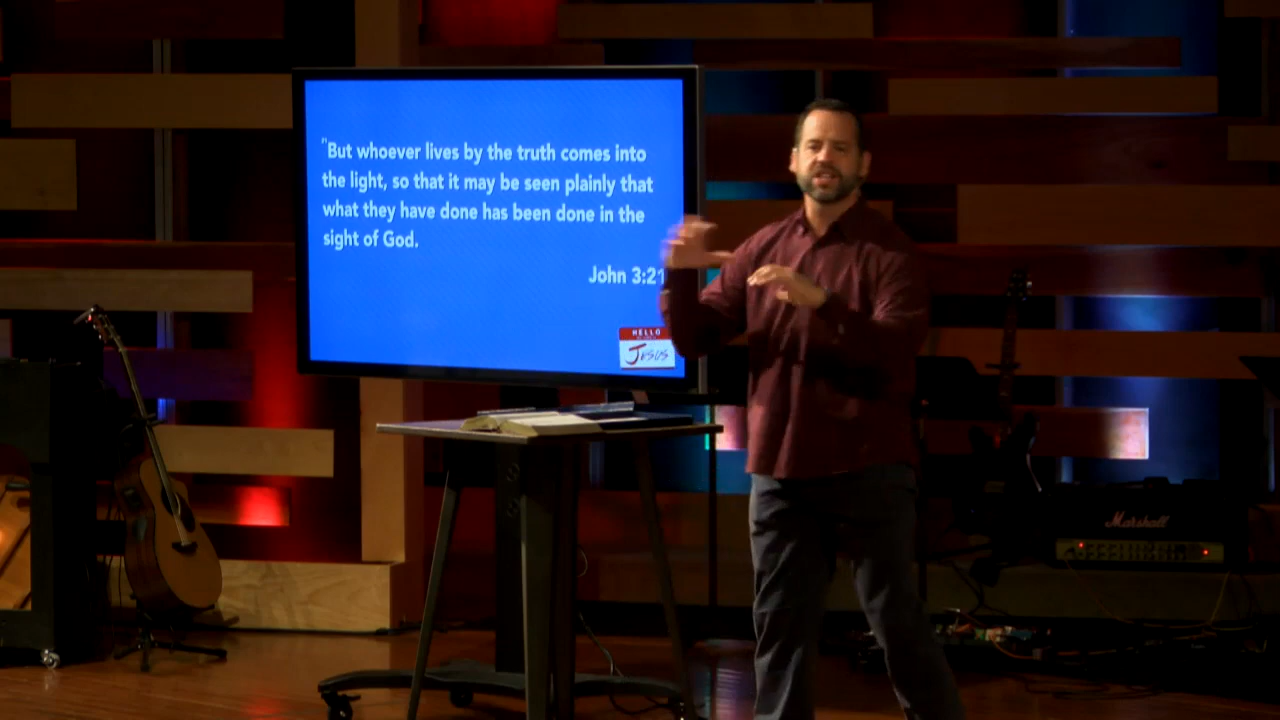 "But whoever lives by the truth comes into
the light, so that it may be seen plainly that
what they have done has been done in the
sight of God.
John 3:21
HELLO
Jesus
Marshall